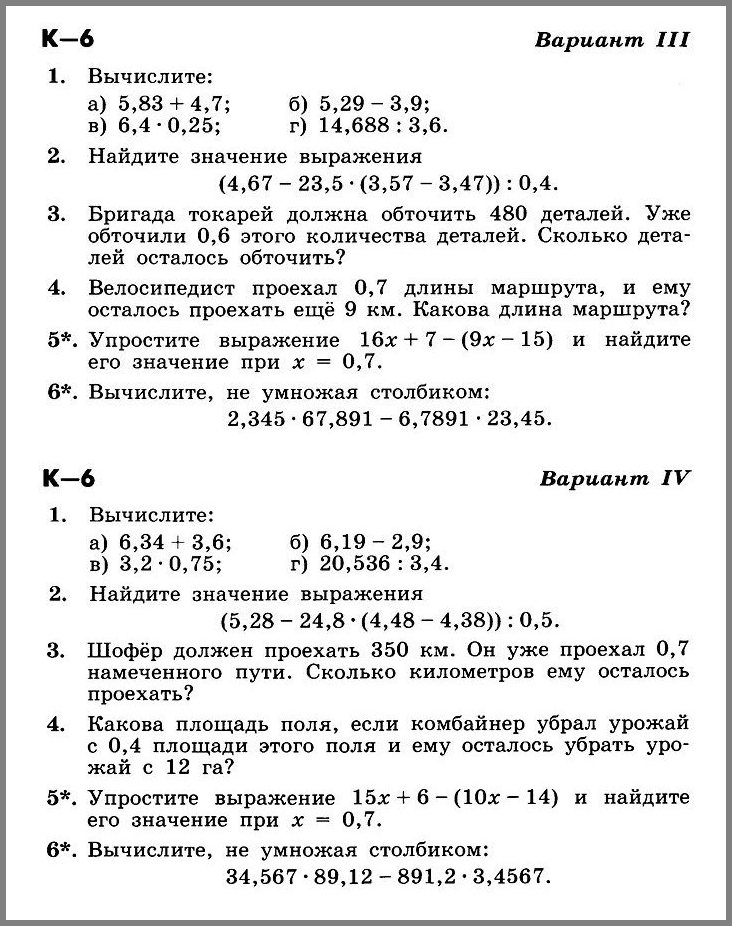 К—6 Вариант III
1. Вычислите:
а) 5,83 + 4,7; б) 5,29 − 3,9;
в) 6,4 · 0,25; г) 14,688 : 3,6.
2. Найдите значение выражения
(4,67 − 23,5 · (3,57 − 3,47)) : 0,4.
3. Бригада токарей должна обточить 480 деталей. Уже
обточили 0,6 этого количества деталей. Сколько дета-
лей осталось обточить?
4. Велосипедист проехал 0,7 длины маршрута, и ему
осталось проехать ещё 9 км. Какова длина маршрута?
5*. Упростите выражение 16x + 7 − (9x − 15) и найдите
его значение при x = 0,7.
6*. Вычислите, не умножая столбиком:
2,345 · 67,891 − 6,7891 · 23,45.
К—6 Вариант IV
1. Вычислите:
а) 6,34 + 3,6; б) 6,19 − 2,9;
в) 3,2 · 0,75; г) 20,536 : 3,4.
2. Найдите значение выражения
(5,28 − 24,8 · (4,48 − 4,38)) : 0,5.
3. Шофёр должен проехать 350 км. Он уже проехал 0,7
намеченного пути. Сколько километров ему осталось
проехать?
4. Какова площадь поля, если комбайнер убрал урожай
с 0,4 площади этого поля и ему осталось убрать уро-
жай с 12 га?
5*. Упростите выражение 15x + 6 − (10x − 14) и найдите
его значение при x = 0,7.
6*. Вычислите, не умножая столбиком:
34,567 · 89,12 − 891,2 · 3,4567.